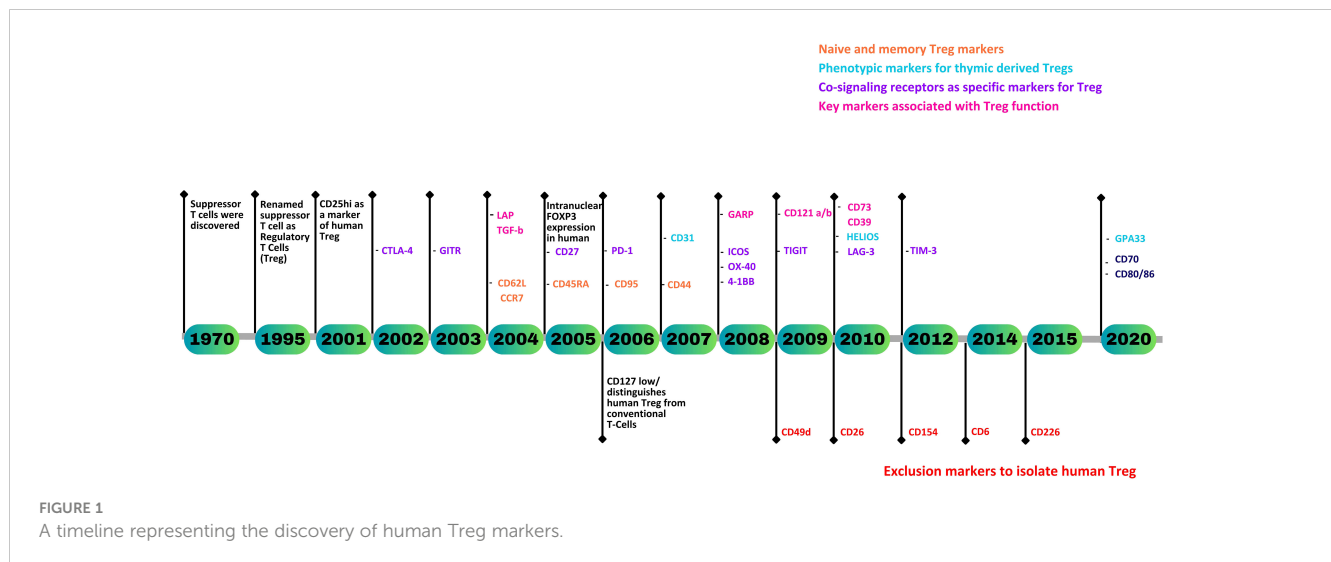 Naive and memory Treg markers
Phenotypic markers for thymic derived Tregs
Co-signaling receptors as specific markers for Treg
Key markers associated with Treg function
Suppressor
T cells were
discovered
Renamed
suppressor
T cell as
Regulatory
T Cells
(Treg)
CD25hi as
a marker
of human
Treg
- CTLA-4
- GITR
- LAP
TGF-b
- CD62L
CCR7
Intranuclear
FOXP3
expression
in human
- CD27
- CD45RA
- PD-1
- CD95
- CD31
- CD44
- GARP
- ICOS
- OX-40
- 4-1BB
- CD121 a/b
- TIGIT
- CD73
CD39
- HELIOS
- LAG-3
- TIM-3
- GPA33
- CD70
- CD80/86
1970
1995
2001
2002
2003
2004
2005
2006
2007
2008
2009
2010
2012
2014
2015
2020
CD127 low/
distinguishes
human Treg from
conventional
T-Cells
CD49d
CD26
CD154
CD6
CD226
Exclusion markers to isolate human Treg
FIGURE 1
A timeline representing the discovery of human Treg markers.